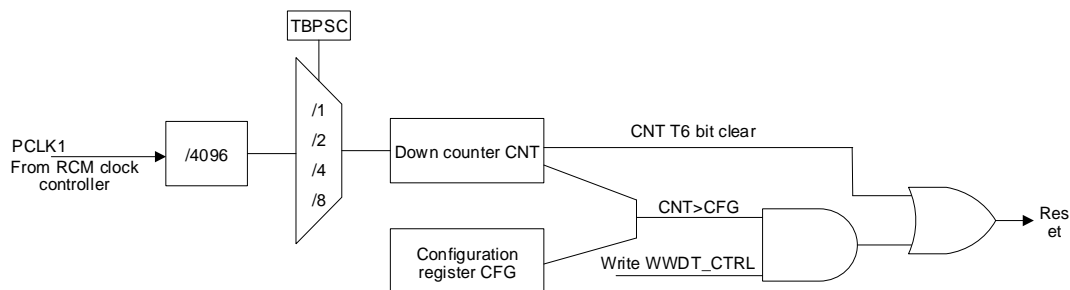 TBPSC
PCLK1
From RCM clock
controller
/4096
/1
/2
/4
/8
Down counter CNT
CNT T6 bit clear
Configuration
register CFG
CNT>CFG
Write WWDT_CTRL
Res
et